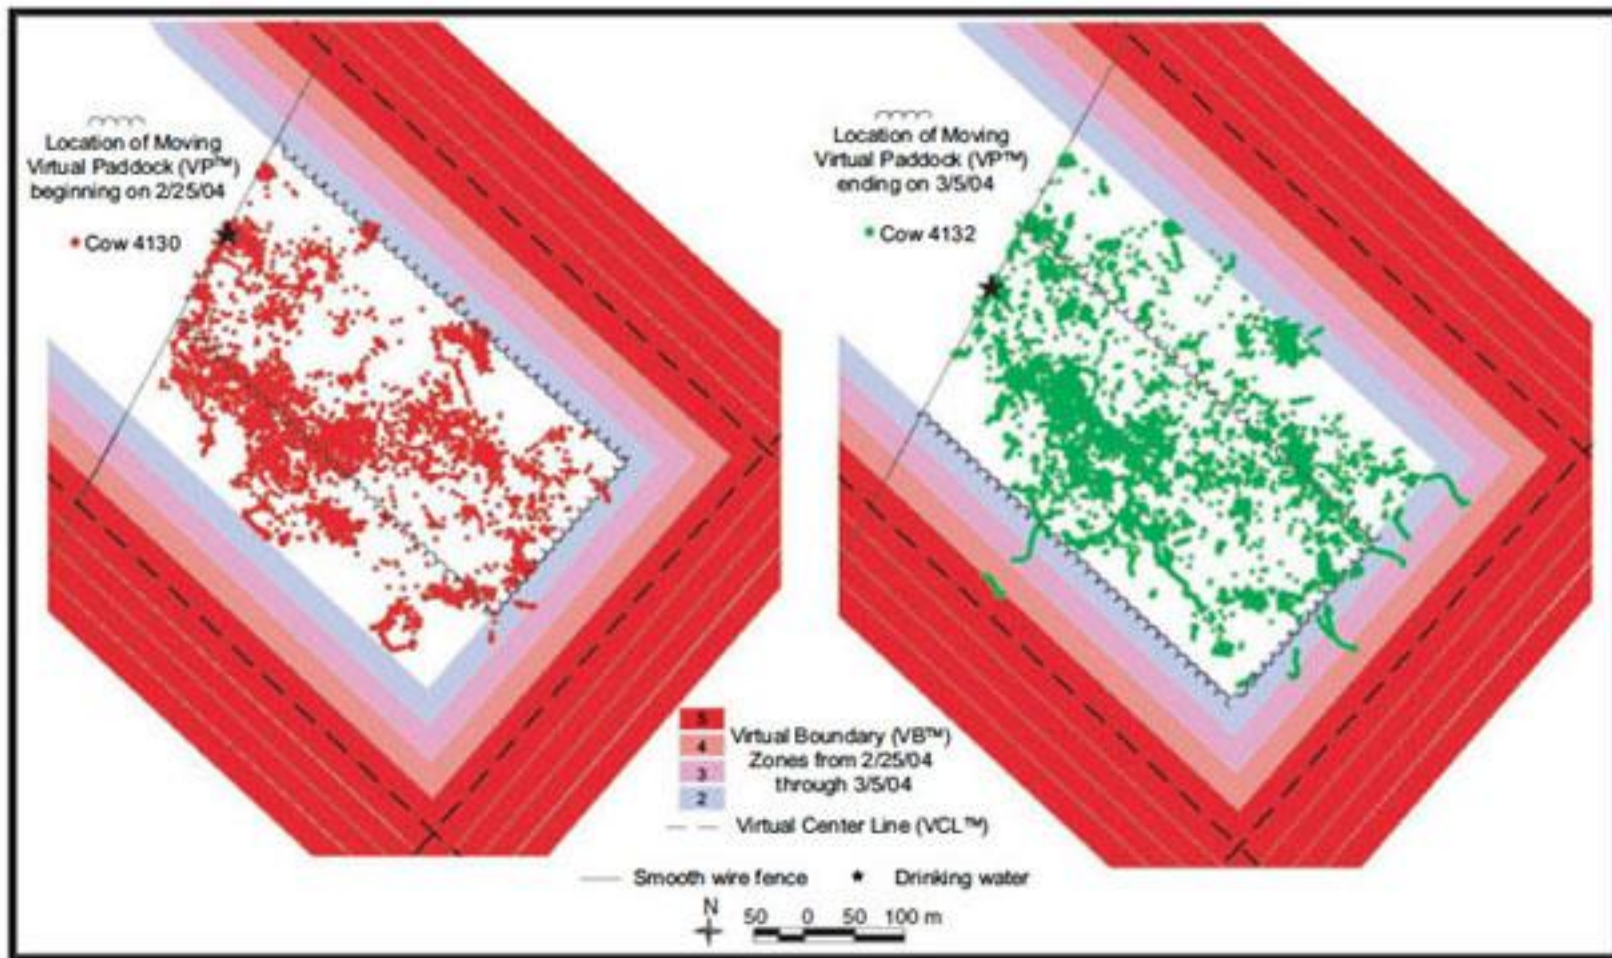 Location of Moving
Virtual Paddock (VP™)
beginning on 2/25/04
Cow 4130
Location of Moving
Virtual Paddock (VP™)
ending on 3/5/04
Cow 4132
5
4
3
2
Virtual Boundary (VB™)
Zones from 2/25/04
through 3/5/04
Virtual Center Line (VCL™)
Smooth wire fence
Drinking water
N
50 0 50 100 m